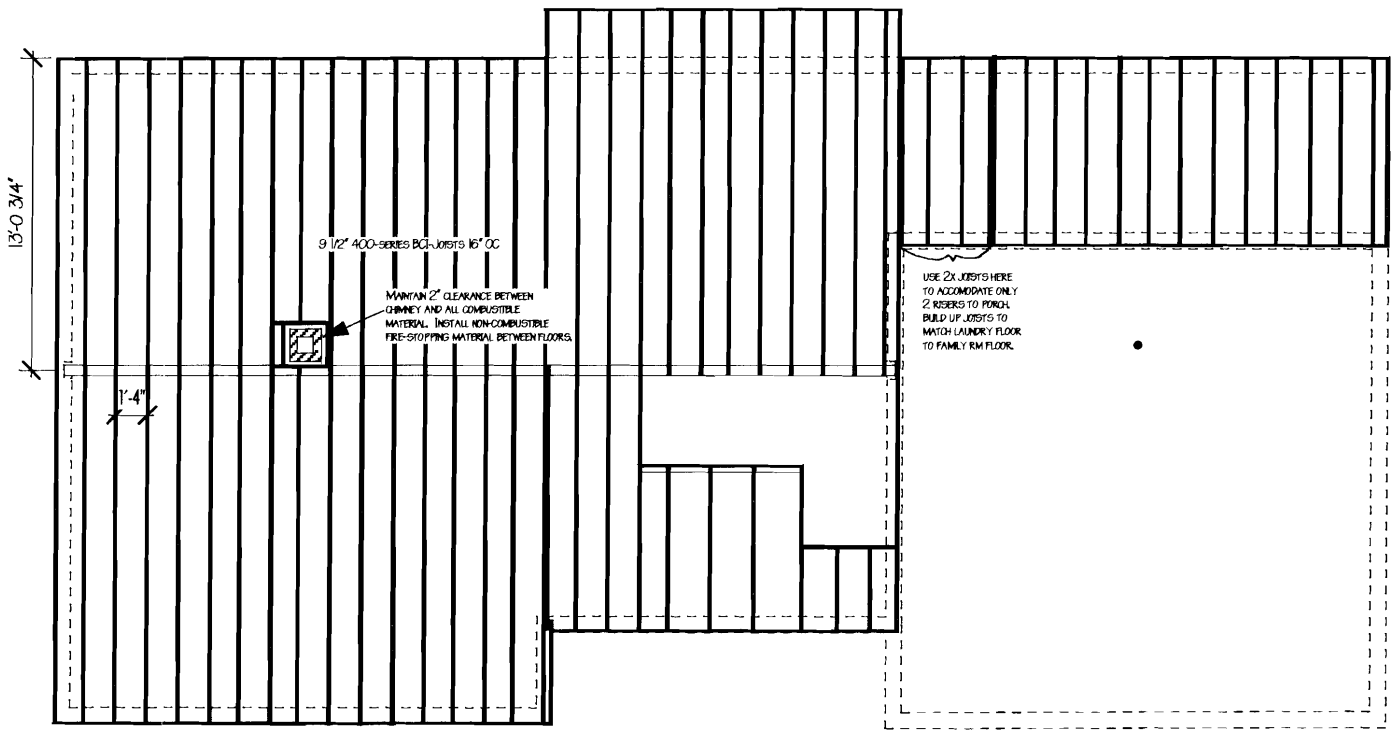 13'-0 3/4"
9 1/2" 400-SERIES BCI-JOISTS 16" OC
MAINTAIN 2" CLEARANCE BETWEEN
CHIMNEY AND ALL COMBUSTIBLE
MATERIAL. INSTALL NON-COMBUSTIBLE
FIRE-STOPPING MATERIAL BETWEEN FLOORS.
USE 2X JOISTS HERE
TO ACCOMODATE ONLY
2 RISERS TO PORCH.
BUILD UP JOISTS TO
MATCH LAUNDRY FLOOR
TO FAMILY RM FLOOR.
1'-4"